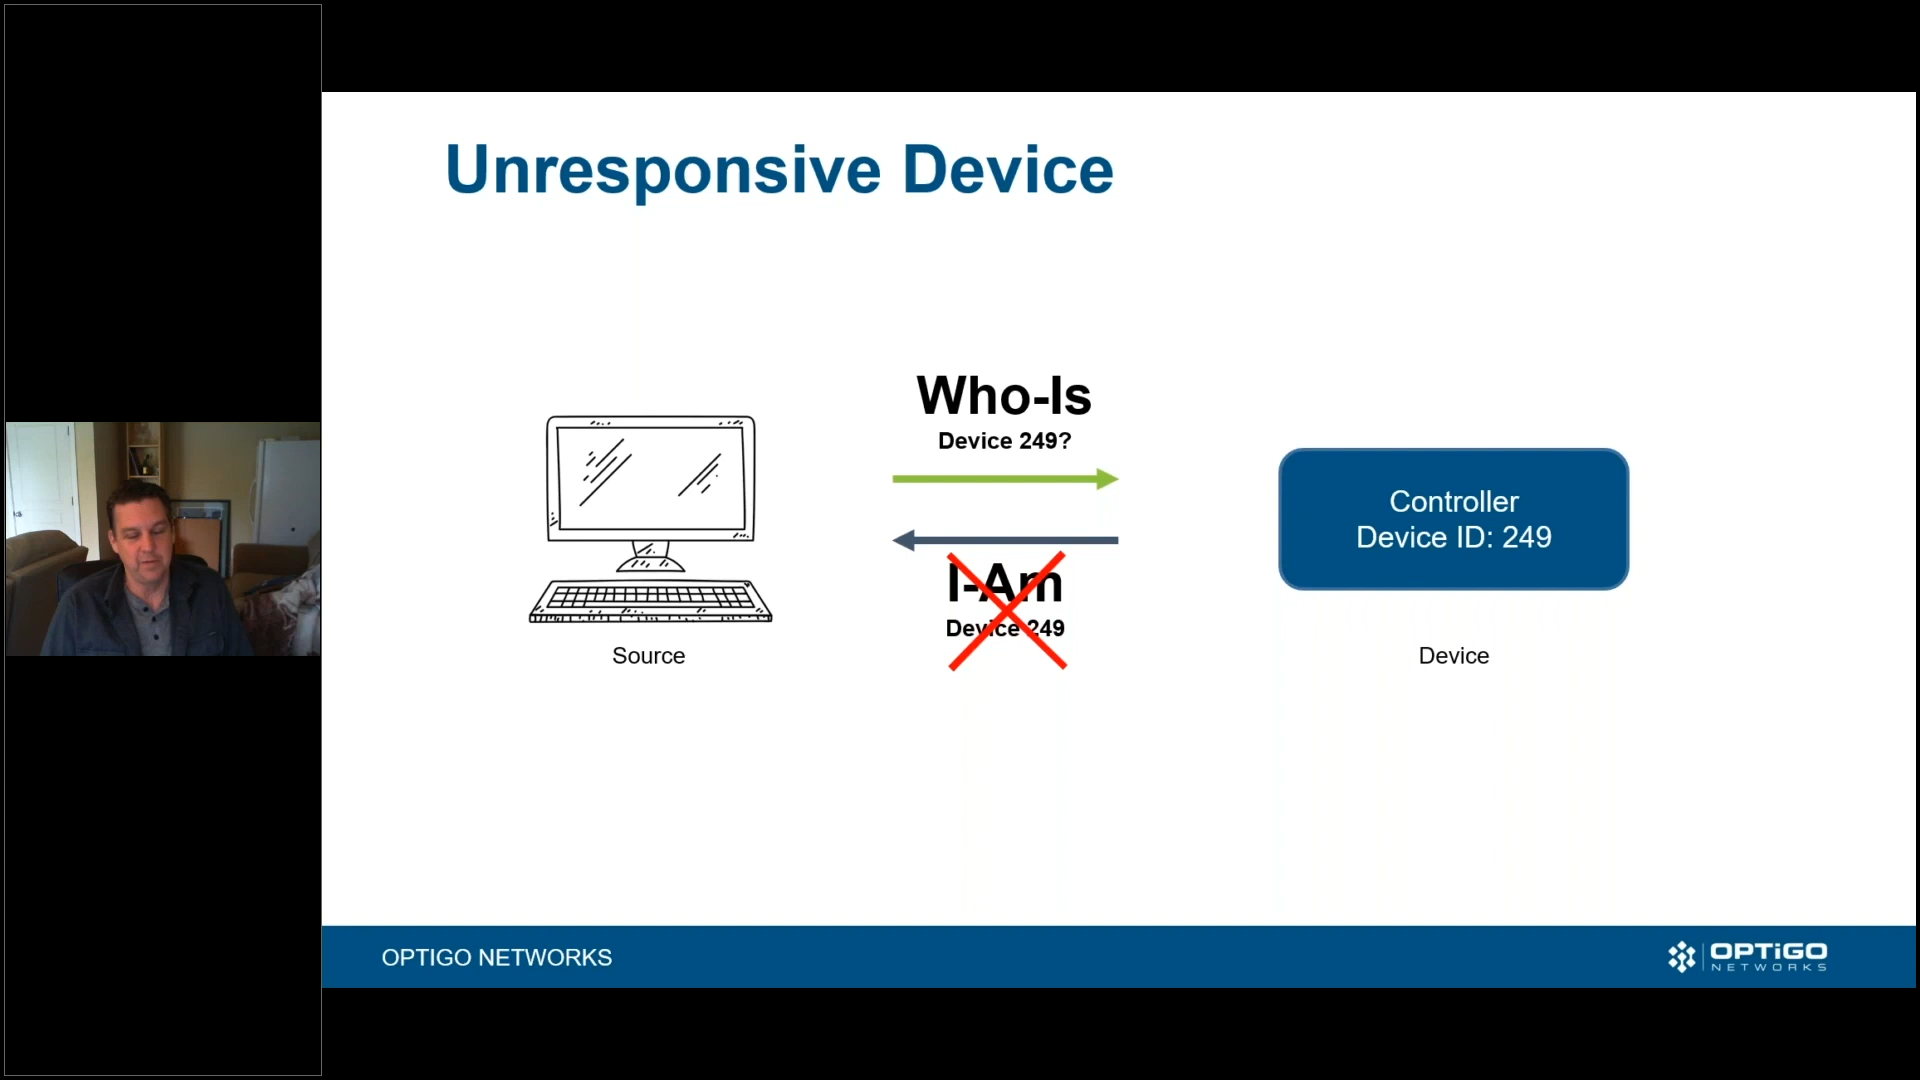 Unresponsive Device
Who-Is
Device 249?
I-Am
Device 249
Source
Controller
Device ID: 249
Device
OPTIGO NETWORKS
OPTiGO
NETWORKS